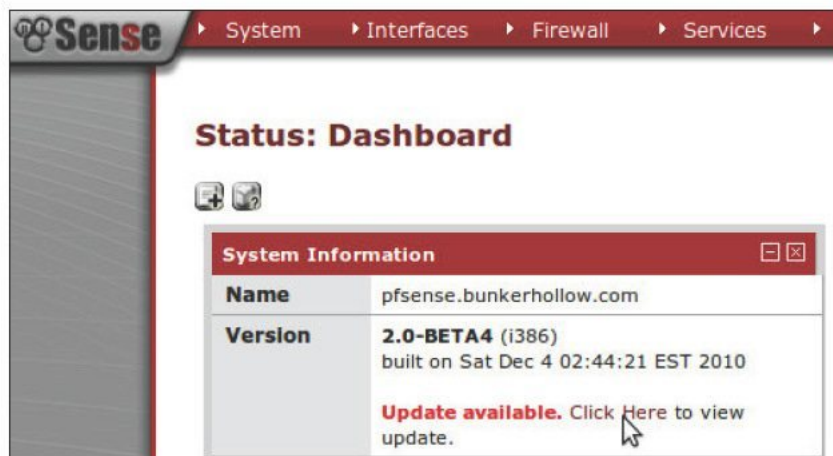 Sense
System Interfaces Firewall Services
Status: Dashboard
System Information
Name pfsense.bunkerhollow.com
Version 2.0-BETA4 (i386)
built on Sat Dec 4 02:44:21 EST 2010
Update available. Click Here to view
update.